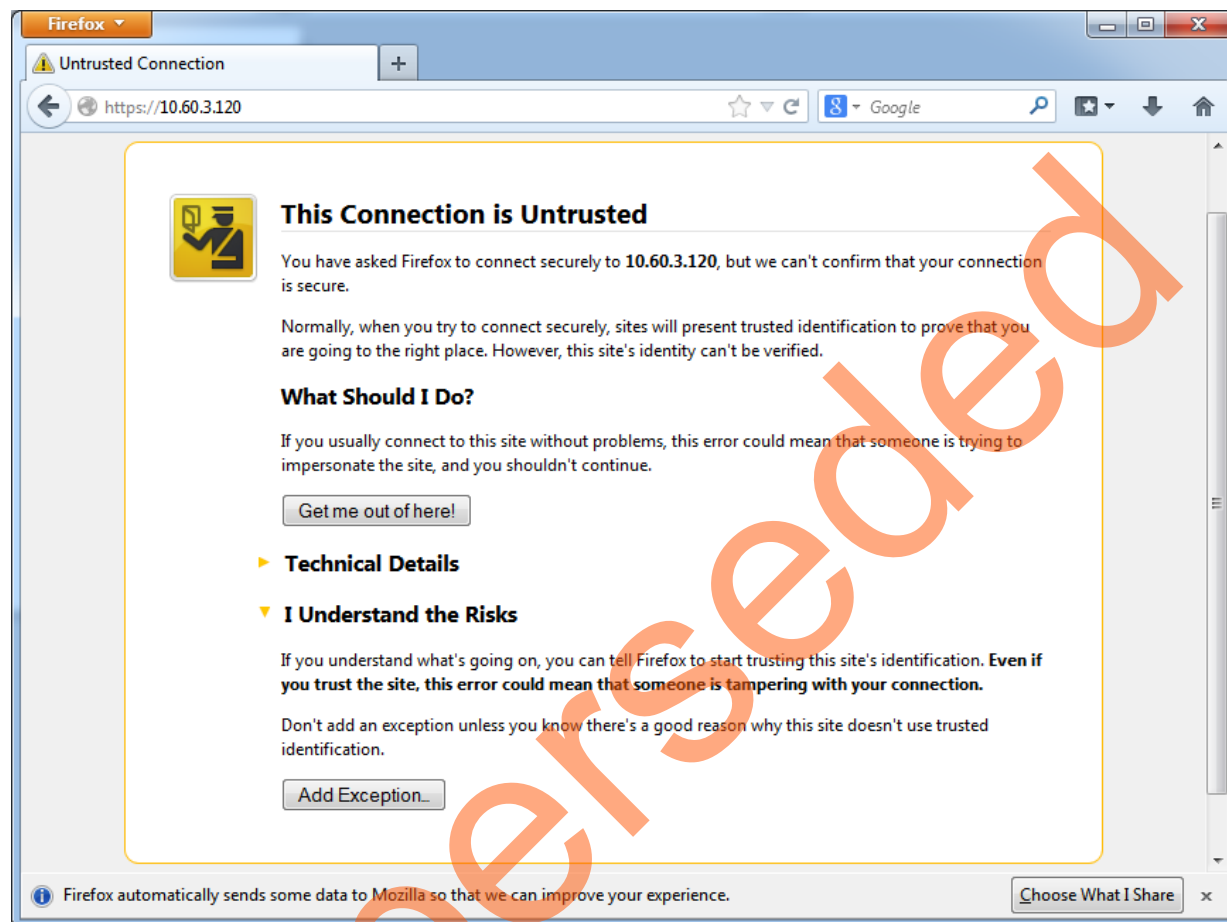 Firefox
Untrusted Connection
https://10.60.3.120
8
Google
This Connection is Untrusted
You have asked Firefox to connect securely to 10.60.3.120, but we can't confirm that your connection
is secure.
Normally, when you try to connect securely, sites will present trusted identification to prove that you
are going to the right place. However, this site's identity can't be verified.
What Should I Do?
If you usually connect to this site without problems, this error could mean that someone is trying to
impersonate the site, and you shouldn't continue.
Get me out of here!
Technical Details
I Understand the Risks
If you understand what's going on, you can tell Firefox to start trusting this site's identification. Even if
you trust the site, this error could mean that someone is tampering with your connection.
Don't add an exception unless you know there's a good reason why this site doesn't use trusted
identification.
Add Exception...
Firefox automatically sends some data to Mozilla so that we can improve your experience.
Choose What I Share
x
perseded